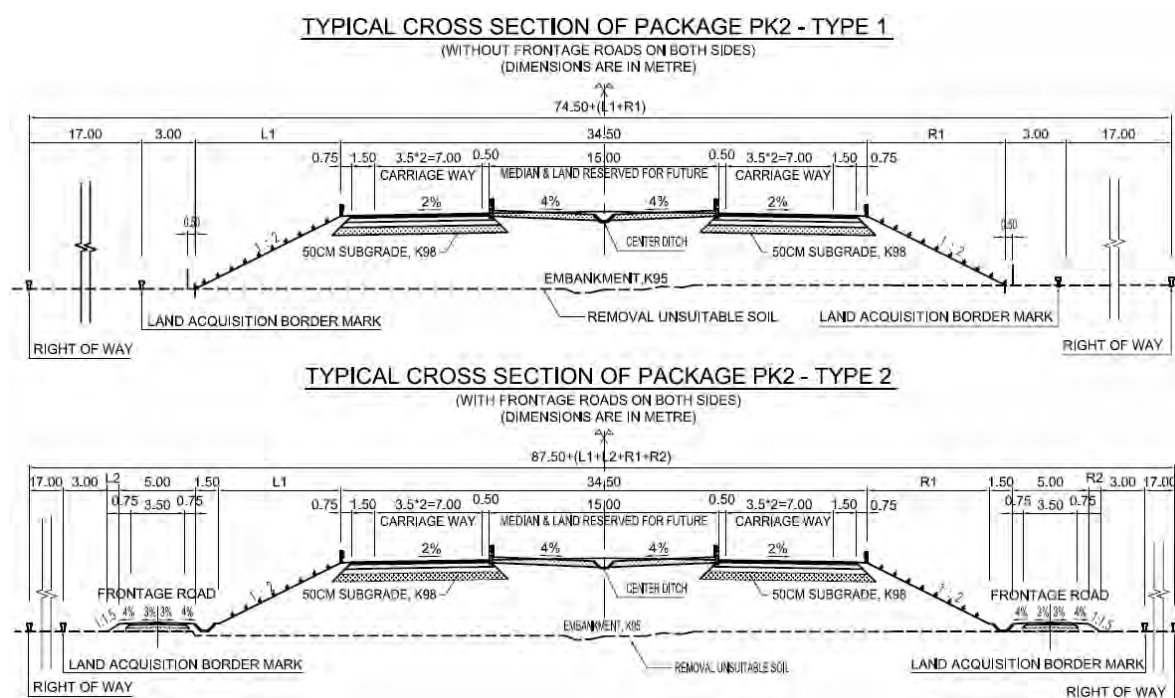 TYPICAL CROSS SECTION OF PACKAGE PK2 - TYPE 1
(WITHOUT FRONTAGE ROADS ON BOTH SIDES)
(DIMENSIONS ARE IN METRE)
74.50+(L1+R1)
17.00 3.00 L1 34.50 R1 3.00 17.00
0.75 1.50 3.5*2=7.00 0.50 15.00 0.50 3.5*2=7.00 1.50 0.75
CARRIAGE WAY MEDIAN & LAND RESERVED FOR FUTURE CARRIAGE WAY
2% 4% 4% 2%
0.50 1 : 2 1 : 2 0.50
50CM SUBGRADE, K98 CENTER DITCH 50CM SUBGRADE, K98
EMBANKMENT,K95
LAND ACQUISITION BORDER MARK REMOVAL UNSUITABLE SOIL LAND ACQUISITION BORDER MARK
RIGHT OF WAY RIGHT OF WAY
TYPICAL CROSS SECTION OF PACKAGE PK2 - TYPE 2
(WITH FRONTAGE ROADS ON BOTH SIDES)
(DIMENSIONS ARE IN METRE)
87.50+(L1+L2+R1+R2)
17.00 3.00 L2 5.00 1.50 L1 34.50 R1 1.50 5.00 R2 3.00 17.00
0.75 3.50 0.75 0.75 1.50 3.5*2=7.00 0.50 15.00 0.50 3.5*2=7.00 1.50 0.75 0.75 3.50 0.75
CARRIAGE WAY MEDIAN & LAND RESERVED FOR FUTURE CARRIAGE WAY
2% 4% 4% 2%
FRONTAGE ROAD 1 : 2 50CM SUBGRADE, K98 CENTER DITCH 50CM SUBGRADE, K98 1 : 2 FRONTAGE ROAD
1:1.5 4% 3% 3% 4% EMBANKMENT, K95 4% 3% 3% 4% 1:1.5
LAND ACQUISITION BORDER MARK REMOVAL UNSUITABLE SOIL LAND ACQUISITION BORDER MARK
RIGHT OF WAY RIGHT OF WAY